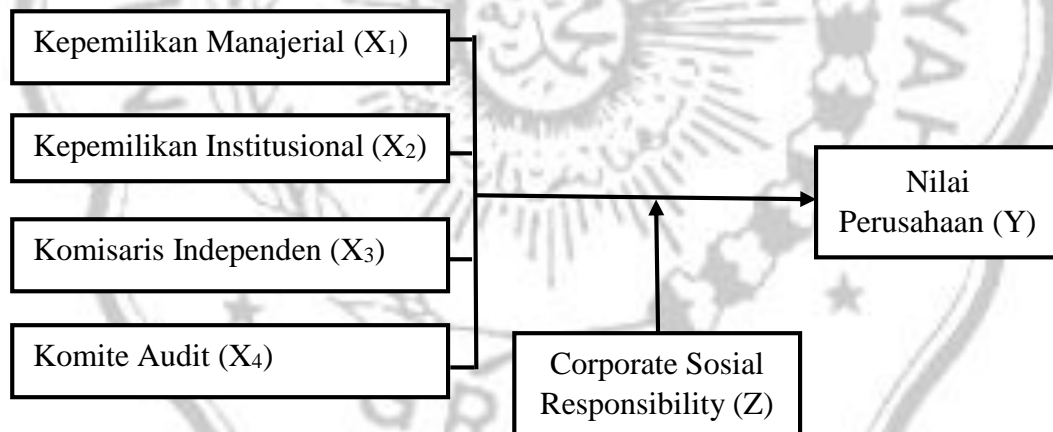 Kepemilikan Manajerial (X₁)
Kepemilikan Institusional (X₂)
Komisaris Independen (X₃)
Komite Audit (X₄)
Nilai
Perusahaan (Y)
Corporate Sosial
Responsibility (Z)